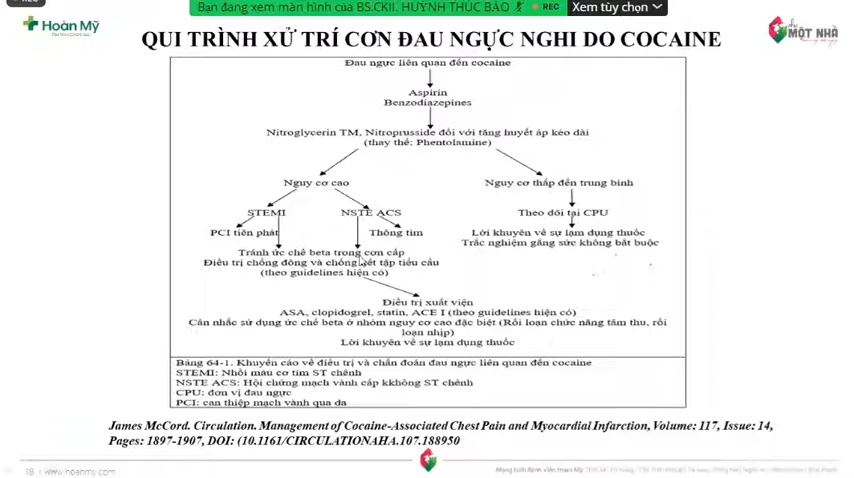 Bạn đang xem màn hình của BS.CKII. HUỲNH THÚC BẢO
REC
Xem tùy chọn
Hoàn Mỹ
MỘT NHÀ
QUI TRÌNH XỬ TRÍ CƠN ĐAU NGỰC NGHI DO COCAINE
Đau ngực liên quan đến cocaine
Aspirin
Benzodiazepines
Nitroglycerin TM, Nitroprusside đối với tăng huyết áp kéo dài
(thay thế: Phentolamine)
Nguy cơ cao
Nguy cơ thấp đến trung bình
STEMI
NSTE ACS
Theo dõi tại CPU
PCI tiên phát
Thông tim
Lời khuyên về sự lạm dụng thuốc
Trắc nghiệm gắng sức không bắt buộc
Tránh ức chế beta trong cơn cấp
Điều trị chống đông và chống kết tập tiểu cầu
(theo guidelines hiện có)
Điều trị xuất viện
ASA, clopidogrel, statin, ACE I (theo guidelines hiện có)
Cân nhắc sử dụng ức chế beta ở nhóm nguy cơ cao đặc biệt (Rối loạn chức năng tâm thu, rối
loạn nhịp)
Lời khuyên về sự lạm dụng thuốc
Bảng 64-1. Khuyến cáo về điều trị và chẩn đoán đau ngực liên quan đến cocaine
STEMI: Nhồi máu cơ tim ST chênh
NSTE ACS: Hội chứng mạch vành cấp kkhông ST chênh
CPU: đơn vị đau ngực
PCI: can thiệp mạch vành qua da
James McCord. Circulation. Management of Cocaine-Associated Chest Pain and Myocardial Infarction, Volume: 117, Issue: 14,
Pages: 1897-1907, DOI: (10.1161/CIRCULATIONAHA.107.188950
18 | www.hoanmy.com